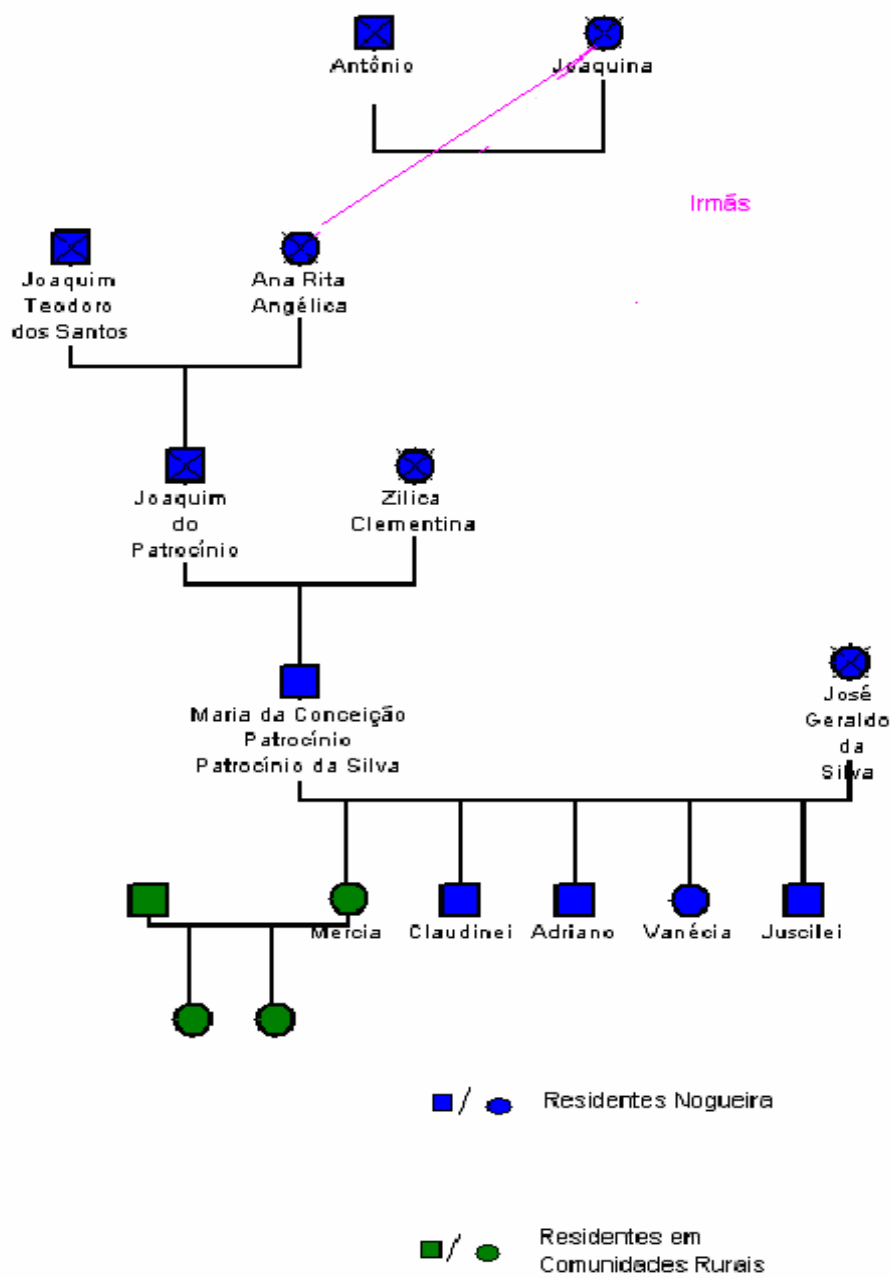 Antônio
Joaquina
Irmãs
Joaquim
Teodoro
dos Santos
Ana Rita
Angélica
Joaquim
do
Patrocínio
Zilica
Clementina
Maria da Conceição
Patrocínio
Patrocínio da Silva
José
Geraldo
da
Silva
Mercia
Claudinei
Adriano
Vanécia
Juscilei
/ Residentes Nogueira
/ Residentes em
Comunidades Rurais